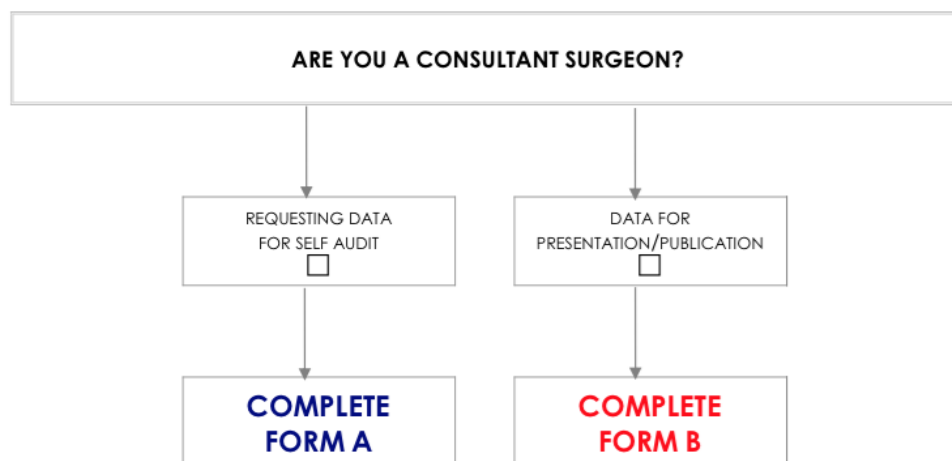 ARE YOU A CONSULTANT SURGEON?
REQUESTING DATA
FOR SELF AUDIT
DATA FOR
PRESENTATION/PUBLICATION
COMPLETE
FORM A
COMPLETE
FORM B